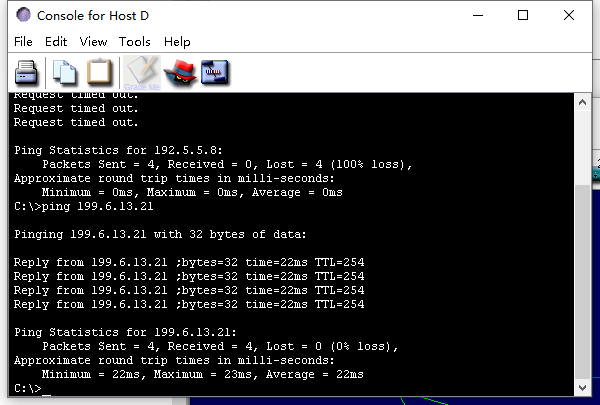 Console for Host D
File Edit View Tools Help
Grade Me
Request timed out.
Request timed out.
Request timed out.
Ping Statistics for 192.5.5.8:
Packets Sent = 4, Received = 0, Lost = 4 (100% loss),
Approximate round trip times in milli-seconds:
Minimum = 0ms, Maximum = 0ms, Average = 0ms
C:\>ping 199.6.13.21
Pinging 199.6.13.21 with 32 bytes of data:
Reply from 199.6.13.21 ;bytes=32 time=22ms TTL=254
Reply from 199.6.13.21 ;bytes=32 time=22ms TTL=254
Reply from 199.6.13.21 ;bytes=32 time=22ms TTL=254
Reply from 199.6.13.21 ;bytes=32 time=22ms TTL=254
Ping Statistics for 199.6.13.21:
Packets Sent = 4, Received = 4, Lost = 0 (0% loss),
Approximate round trip times in milli-seconds:
Minimum = 22ms, Maximum = 23ms, Average = 22ms
C:\>_